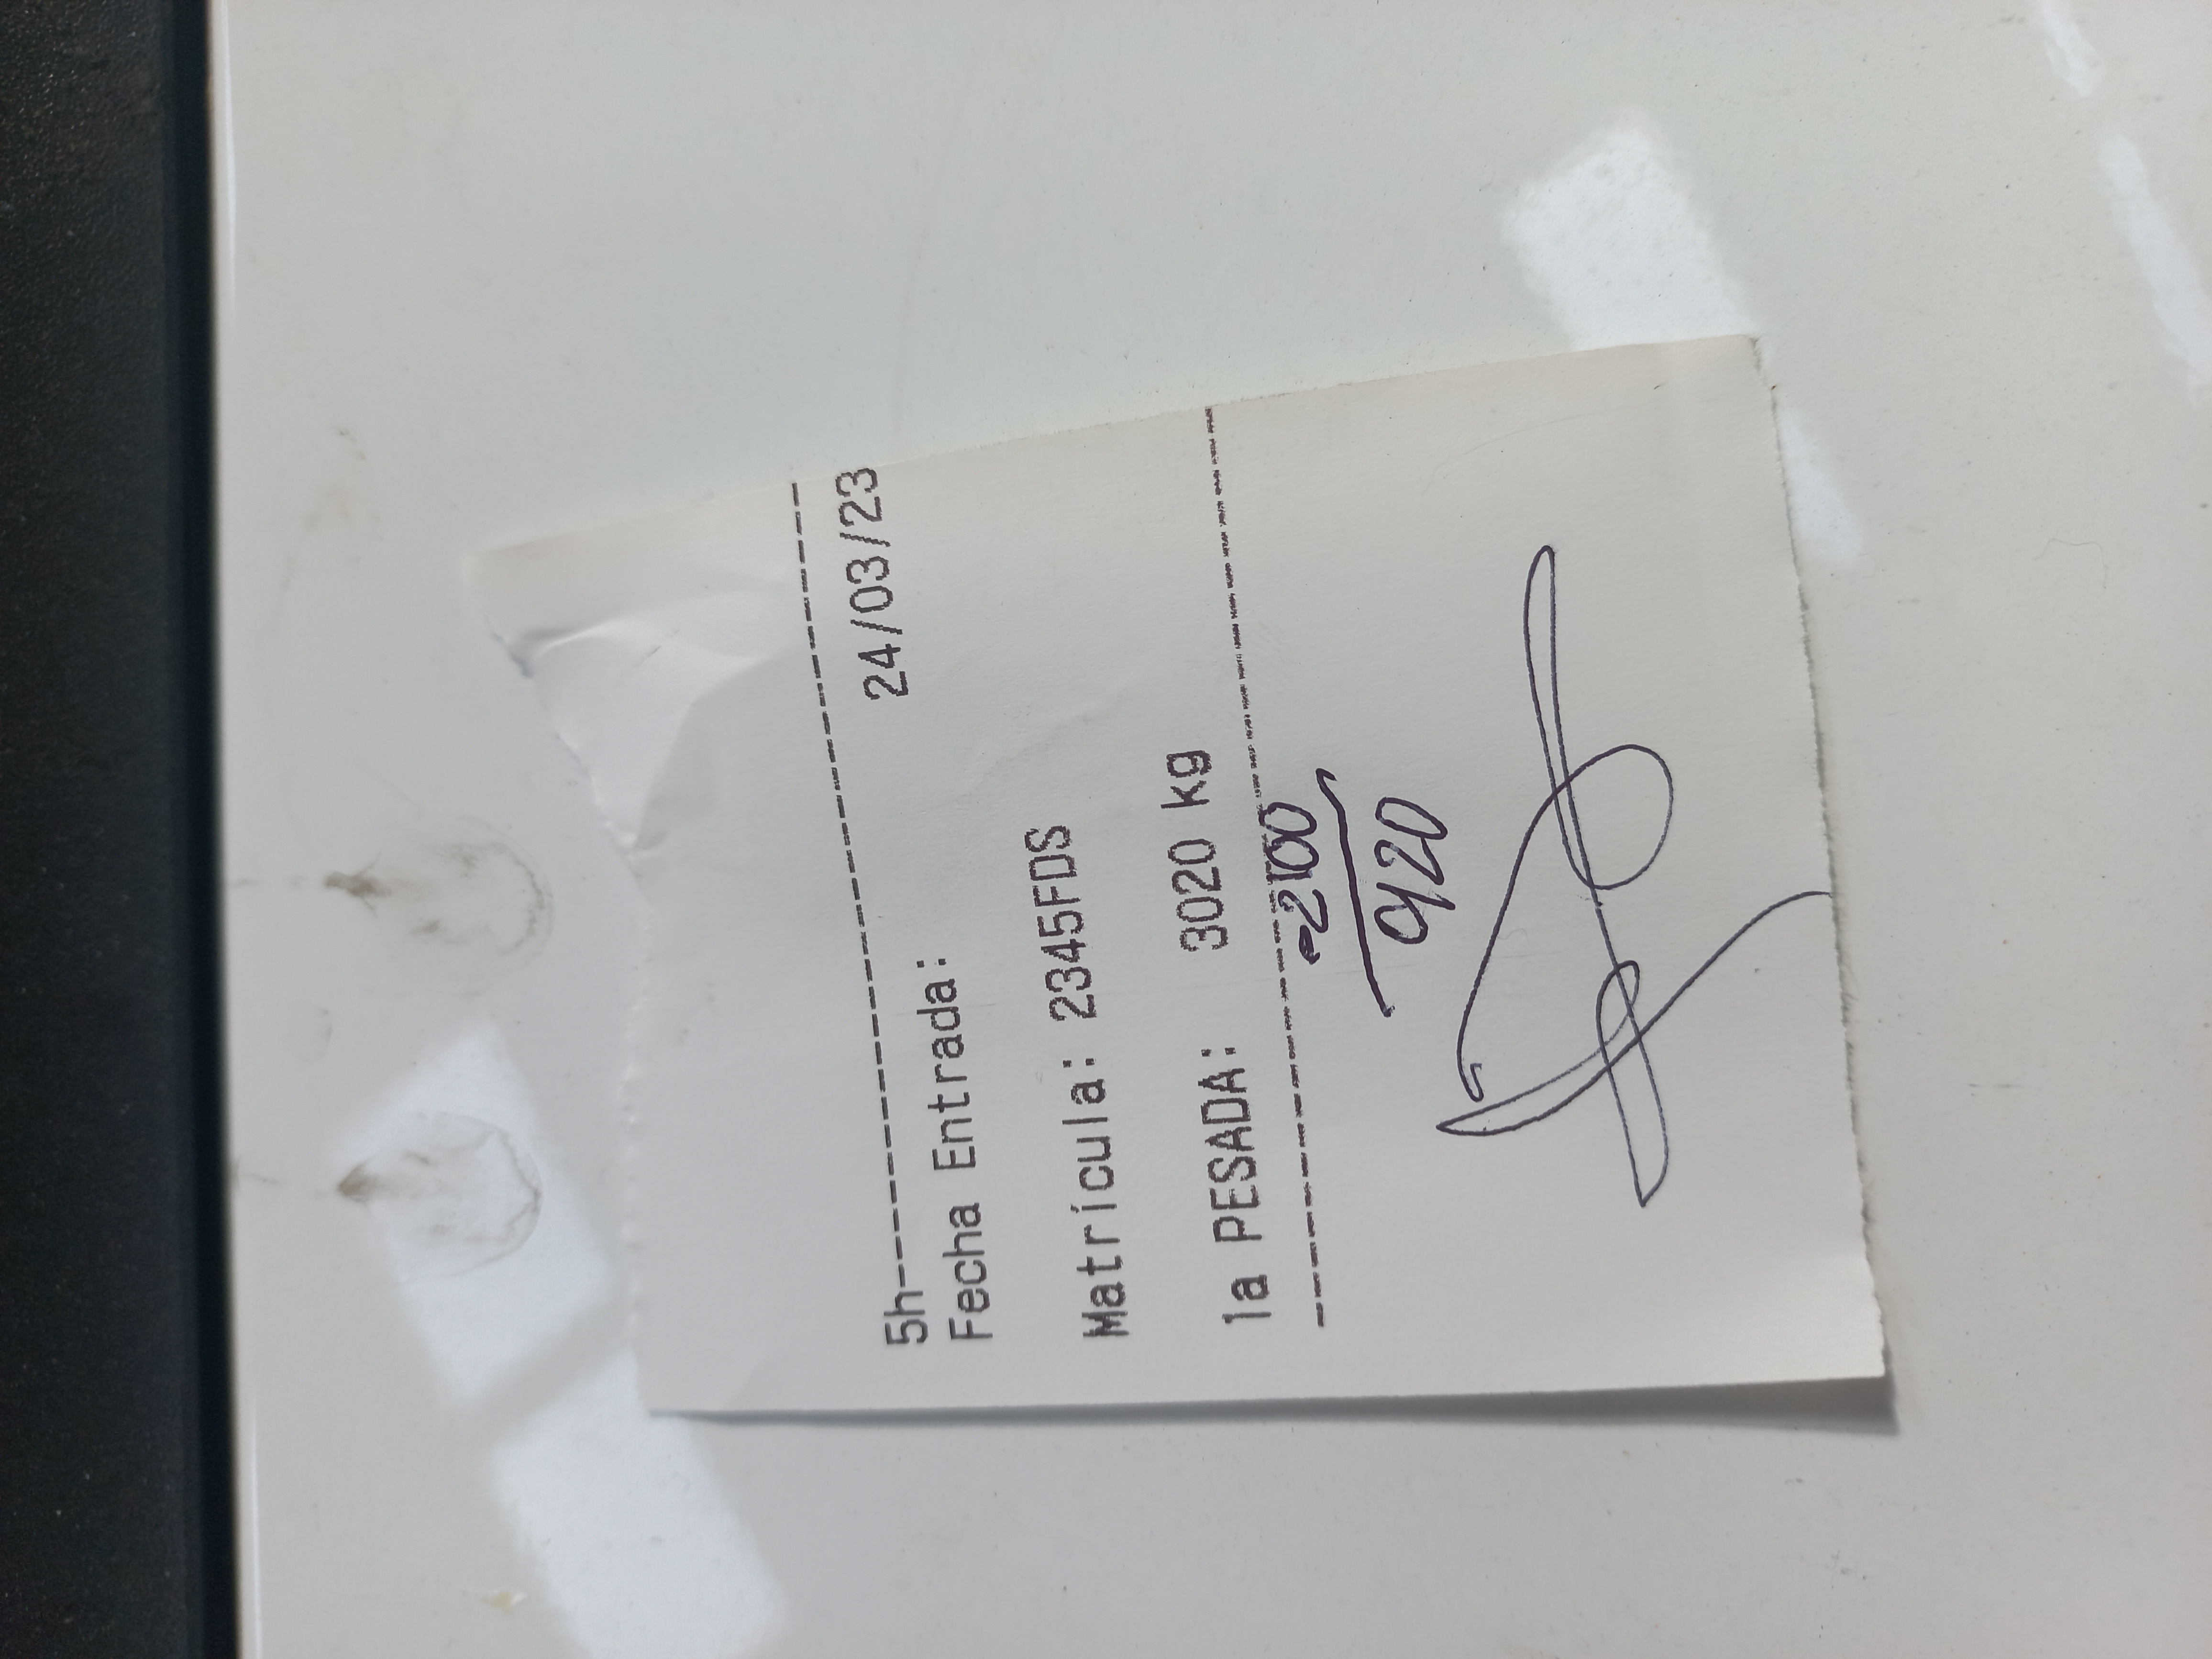 5h--------------------------------
Fecha Entrada: 24/03/23
Matrícula: 2345FDS
1a PESADA: 3020 kg
----------------------------------
-2100
920